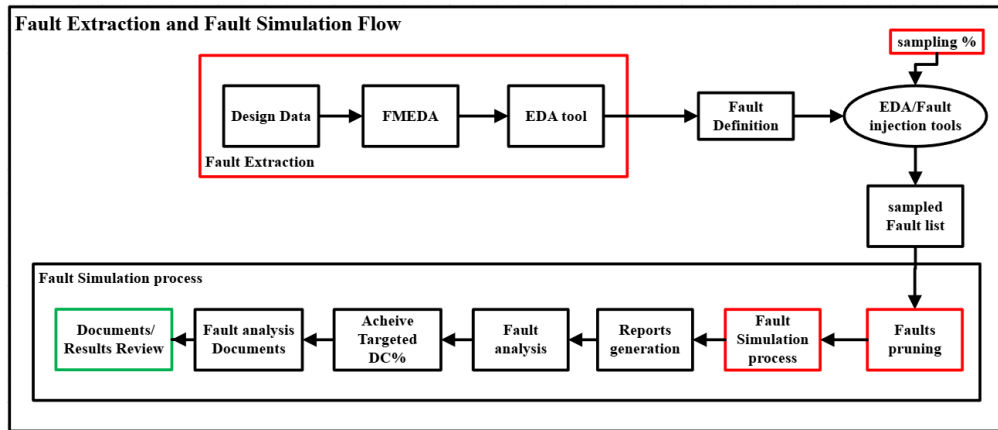 Fault Extraction and Fault Simulation Flow
sampling %
Design Data
FMEDA
EDA tool
Fault Extraction
Fault
Definition
EDA/Fault
injection tools
sampled
Fault list
Fault Simulation process
Documents/
Results Review
Fault analysis
Documents
Acheive
Targeted
DC%
Fault
analysis
Reports
generation
Fault
Simulation
process
Faults
pruning